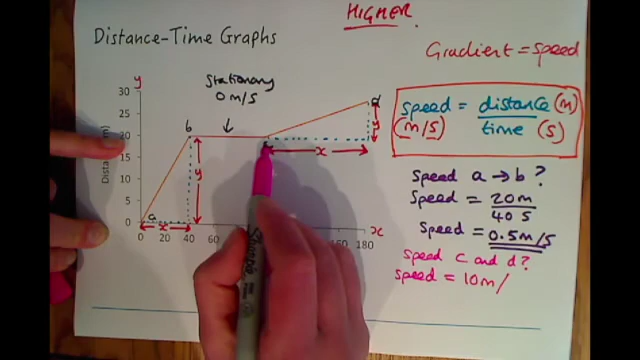 HIGHER
Distance-Time Graphs
Gradient = speed
y
Stationary
0 m/s
30
25
20
15
10
5
0
b
d
y
x
y
a
x
x
0
20
40
60
160
180
speed = distance (m)
(m/s) time (s)
Speed a → b ?
Speed = 20m
40 s
Speed = 0.5m/s
Speed c and d?
speed = 10m/